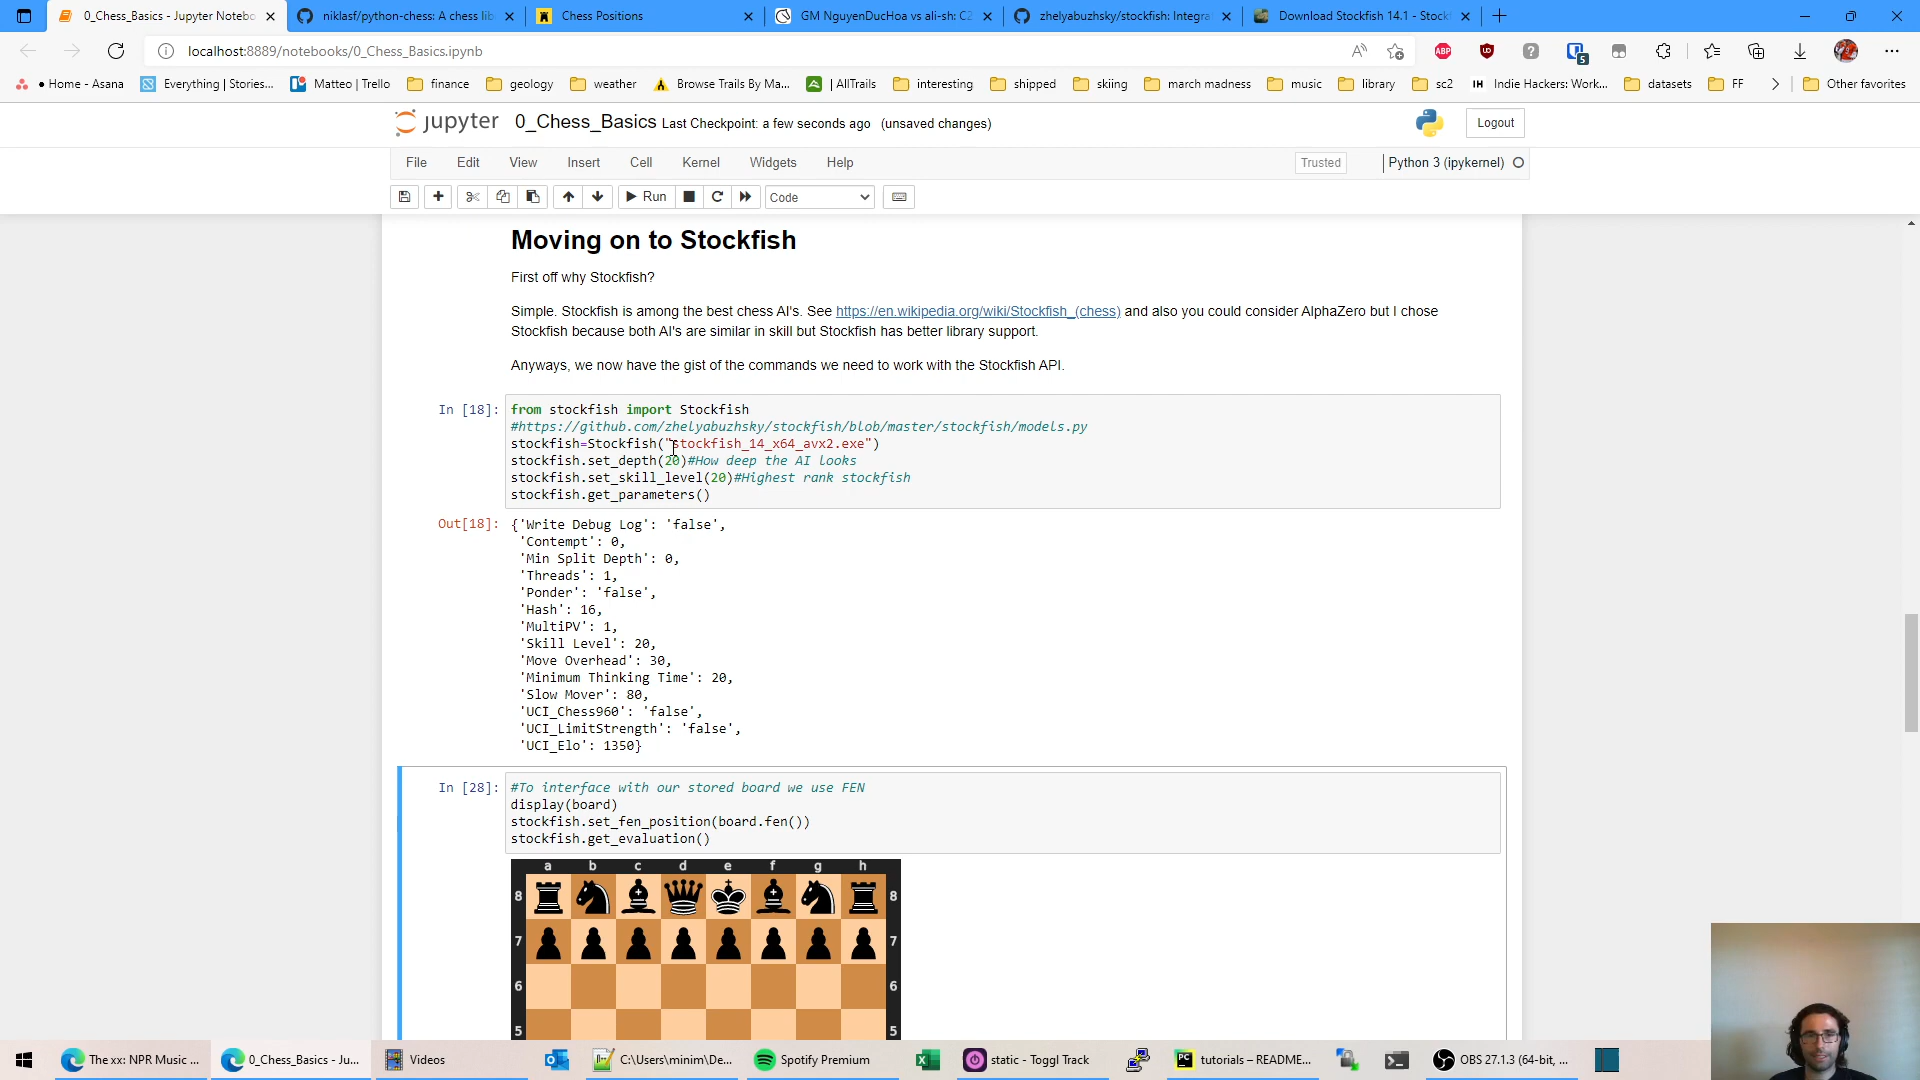 0_Chess_Basics - Jupyter Notebo
niklasf/python-chess: A chess lib
Chess Positions
GM NguyenDucHoa vs ali-sh: C2
zhelyabuzhsky/stockfish: Integra
Download Stockfish 14.1 - Stock
localhost:8889/notebooks/0_Chess_Basics.ipynb
• Home - Asana
Everything | Stories...
Matteo | Trello
finance
geology
weather
Browse Trails By Ma...
| AllTrails
interesting
shipped
skiing
march madness
music
library
sc2
Indie Hackers: Work...
datasets
FF
Other favorites
jupyter 0_Chess_Basics Last Checkpoint: a few seconds ago (unsaved changes)
Logout
File Edit View Insert Cell Kernel Widgets Help
Trusted
Python 3 (ipykernel)
Run
Code
Moving on to Stockfish
First off why Stockfish?
Simple. Stockfish is among the best chess AI's. See https://en.wikipedia.org/wiki/Stockfish_(chess) and also you could consider AlphaZero but I chose
Stockfish because both AI's are similar in skill but Stockfish has better library support.
Anyways, we now have the gist of the commands we need to work with the Stockfish API.
In [18]: from stockfish import Stockfish
#https://github.com/zhelyabuzhsky/stockfish/blob/master/stockfish/models.py
stockfish=Stockfish("stockfish_14_x64_avx2.exe")
stockfish.set_depth(20)#How deep the AI looks
stockfish.set_skill_level(20)#Highest rank stockfish
stockfish.get_parameters()
Out[18]: {'Write Debug Log': 'false',
'Contempt': 0,
'Min Split Depth': 0,
'Threads': 1,
'Ponder': 'false',
'Hash': 16,
'MultiPV': 1,
'Skill Level': 20,
'Move Overhead': 30,
'Minimum Thinking Time': 20,
'Slow Mover': 80,
'UCI_Chess960': 'false',
'UCI_LimitStrength': 'false',
'UCI_Elo': 1350}
In [28]: #To interface with our stored board we use FEN
display(board)
stockfish.set_fen_position(board.fen())
stockfish.get_evaluation()
a b c d e f g h
8 8
7 7
6 6
5 5
The xx: NPR Music ...
0_Chess_Basics - Ju...
Videos
C:\Users\minim\De...
Spotify Premium
static - Toggl Track
tutorials – README...
OBS 27.1.3 (64-bit, ...